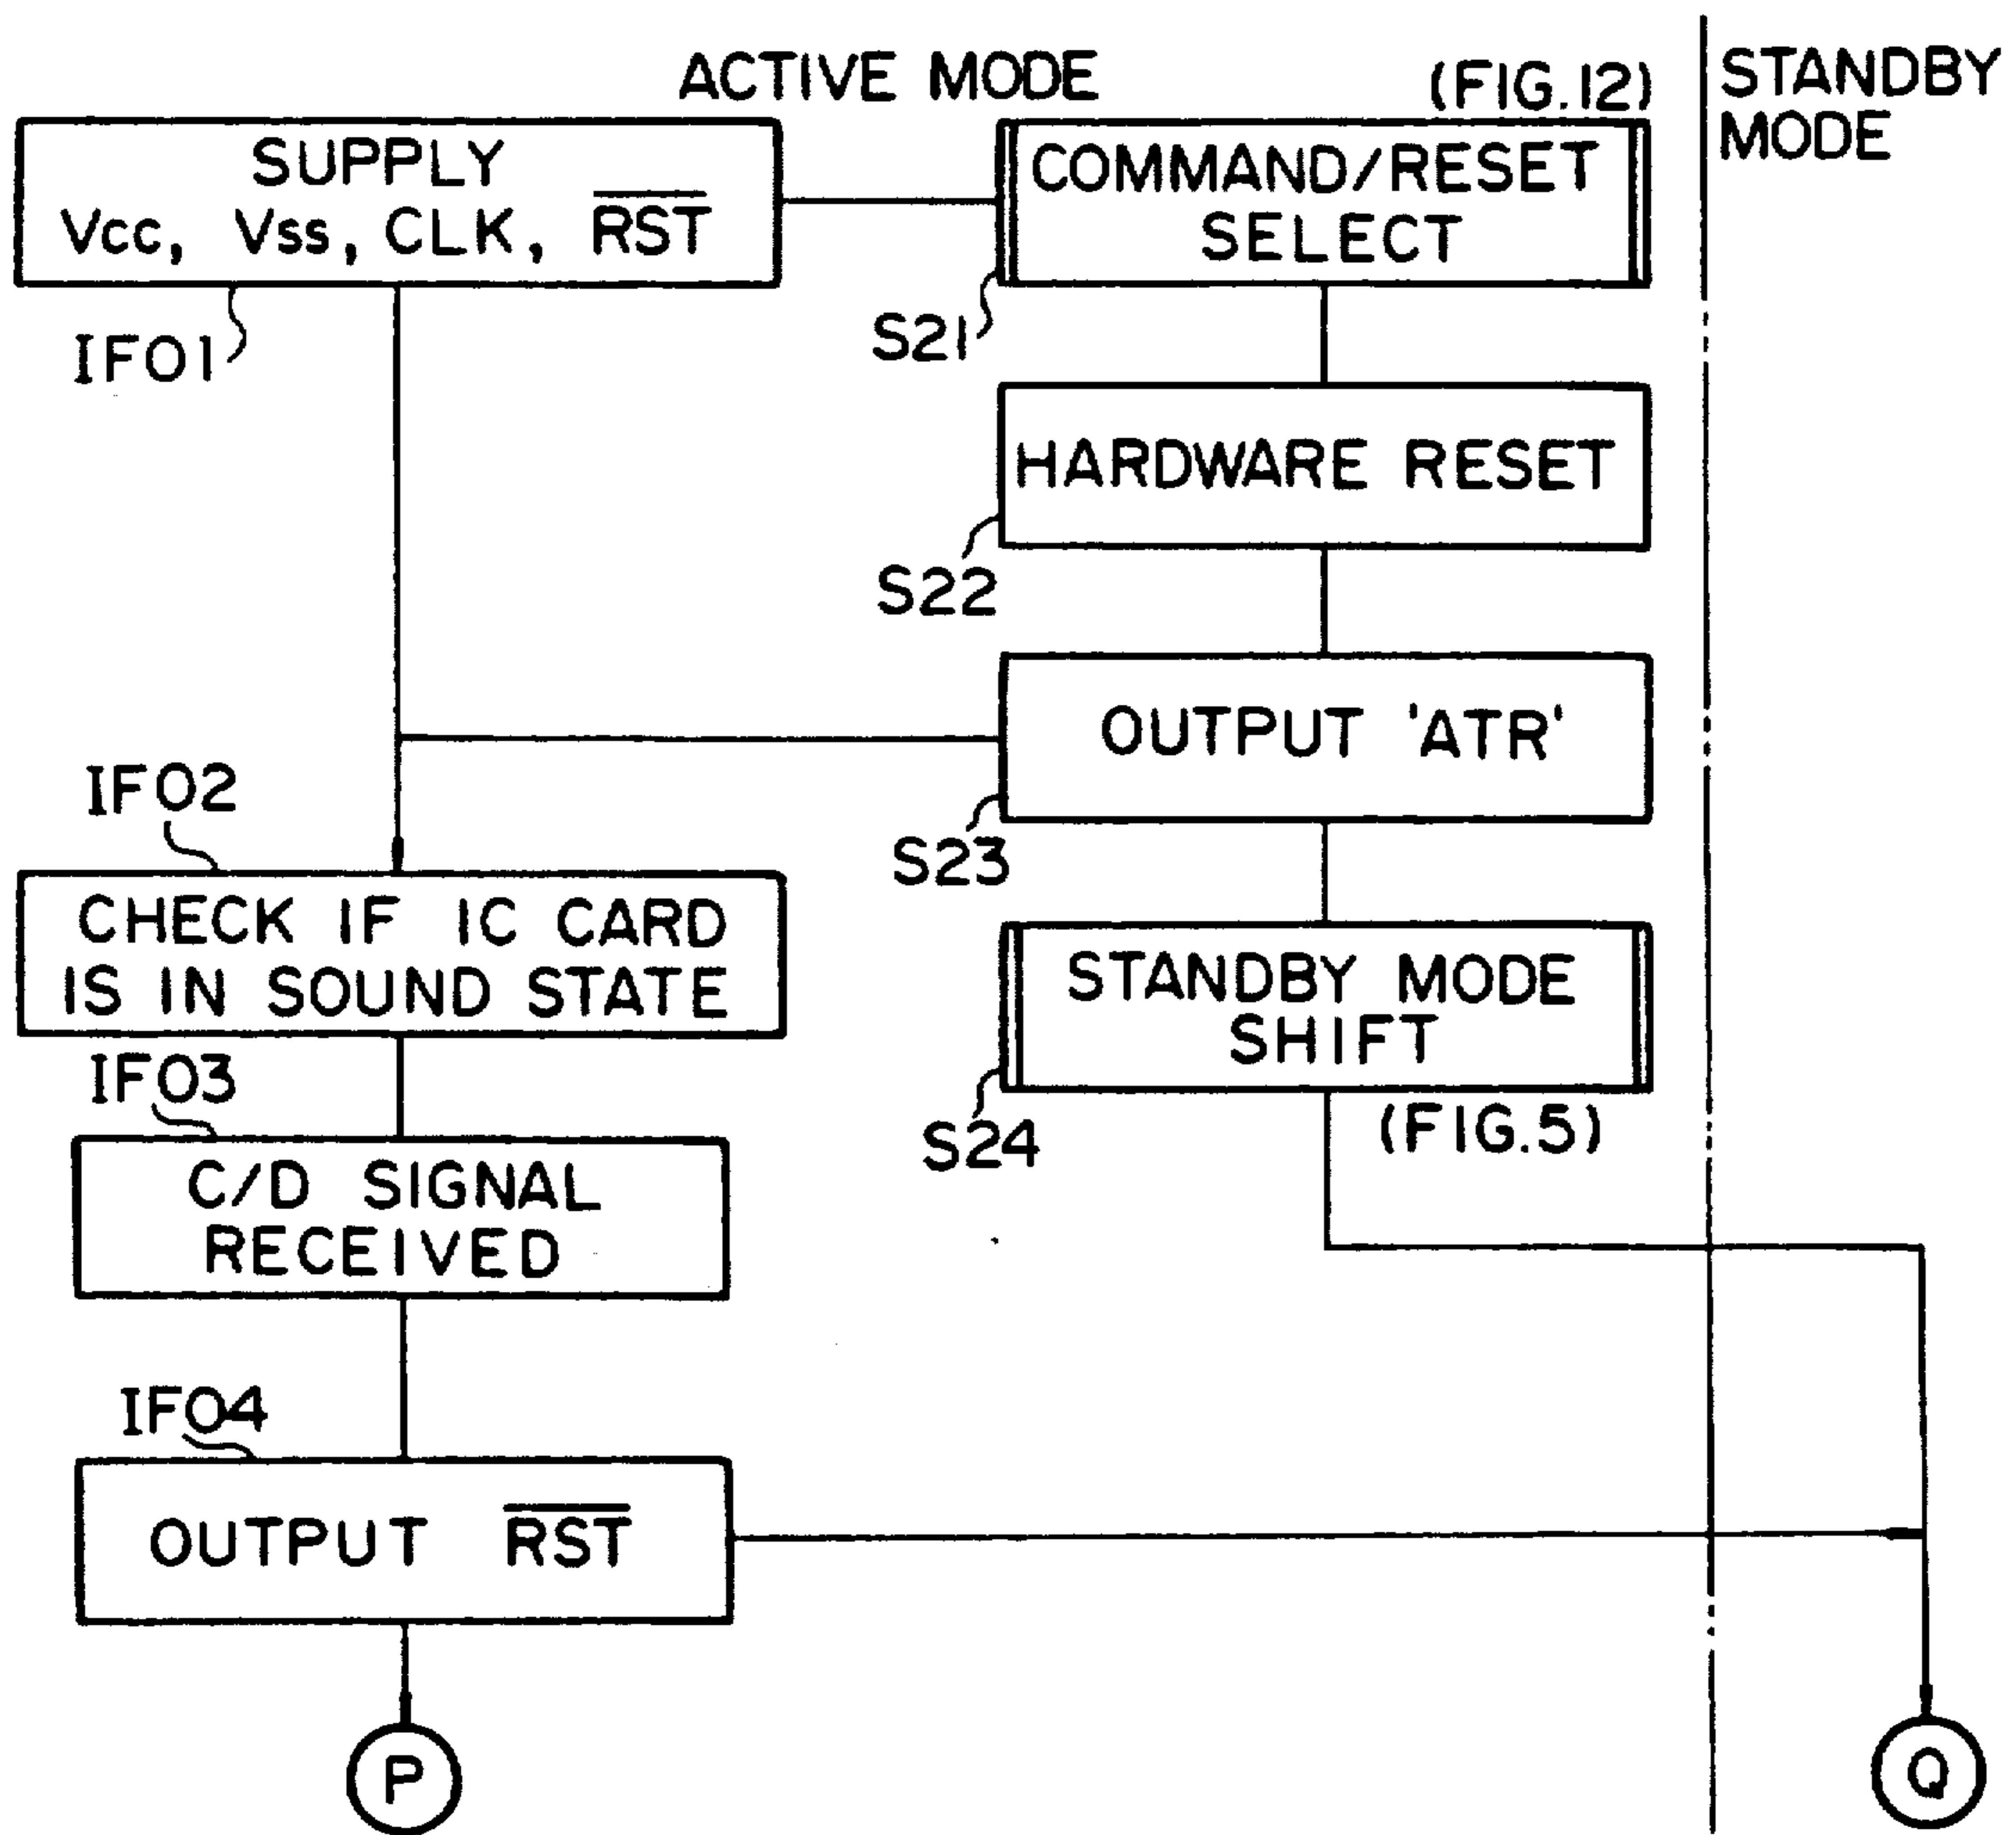 ACTIVE MODE
(FIG.12)
STANDBY
MODE
SUPPLY
Vcc, Vss, CLK, R̅S̅T̅
IF01
COMMAND/RESET
SELECT
S21
HARDWARE RESET
S22
OUTPUT 'ATR'
S23
IF02
CHECK IF IC CARD
IS IN SOUND STATE
STANDBY MODE
SHIFT
S24
(FIG.5)
IF03
C/D SIGNAL
RECEIVED
IF04
OUTPUT R̅S̅T̅
P
Q